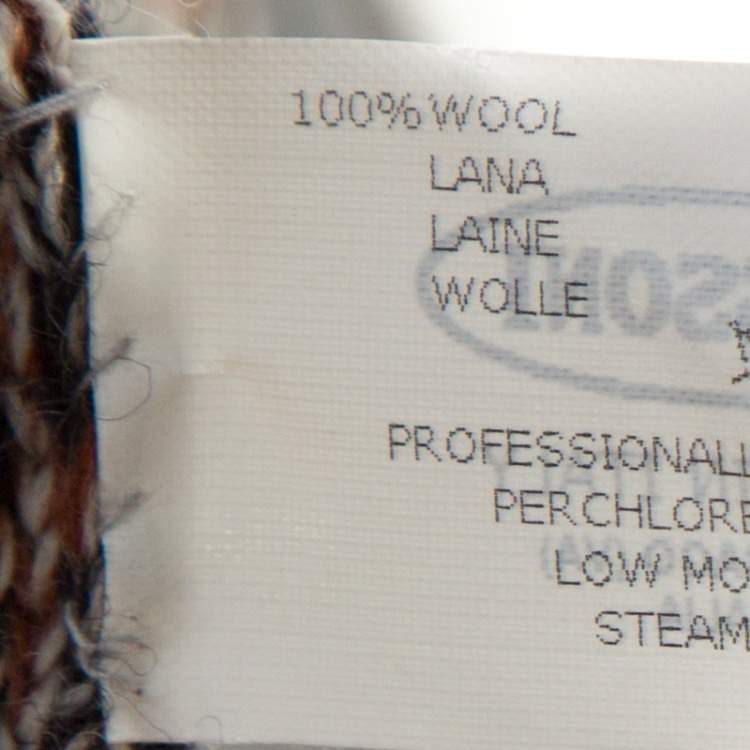 100% WOOL
LANA
LAINE
WOLLE
PROFESSIONALL
PERCHLORE
LOW MO
STEAM